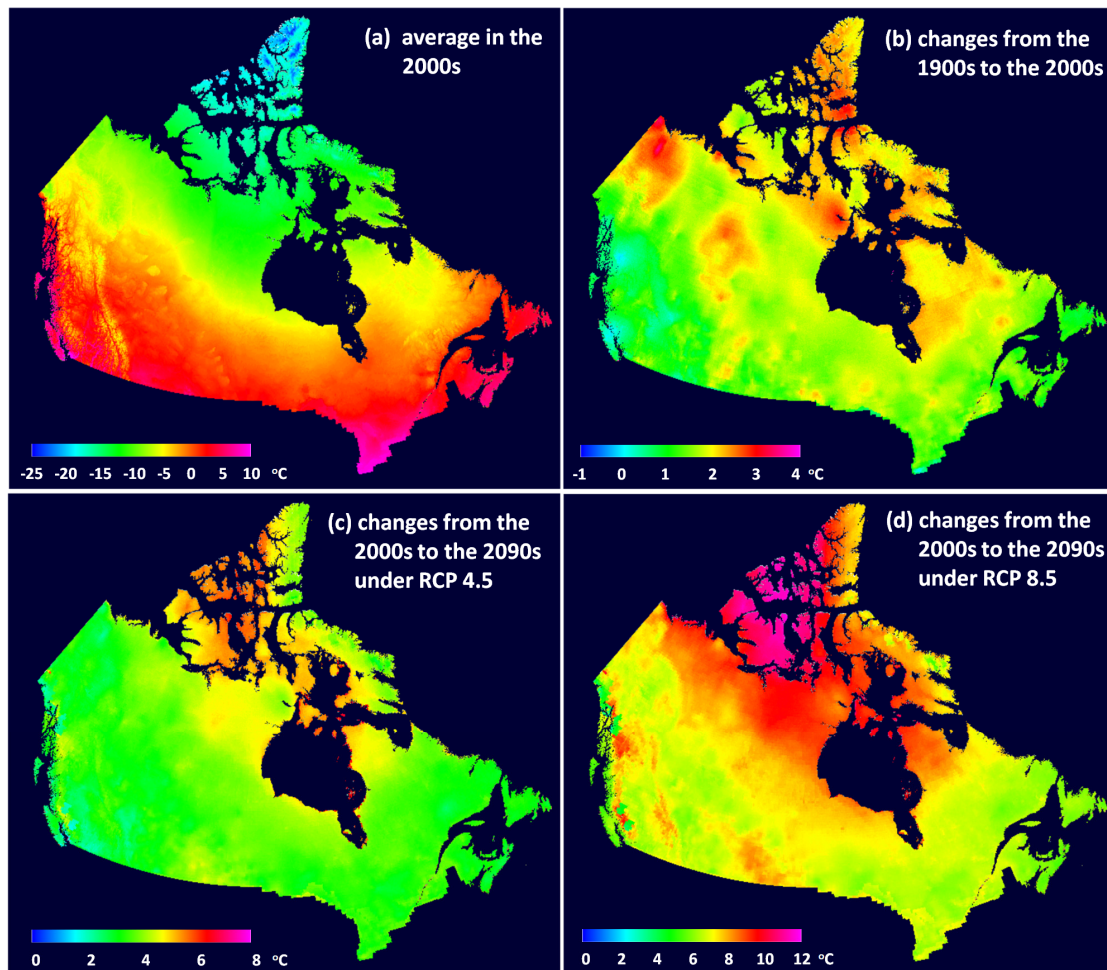 (a) average in the
2000s
-25 -20 -15 -10 -5 0 5 10 °C
(b) changes from the
1900s to the 2000s
-1 0 1 2 3 4 °C
(c) changes from the
2000s to the 2090s
under RCP 4.5
0 2 4 6 8 °C
(d) changes from the
2000s to the 2090s
under RCP 8.5
0 2 4 6 8 10 12 °C